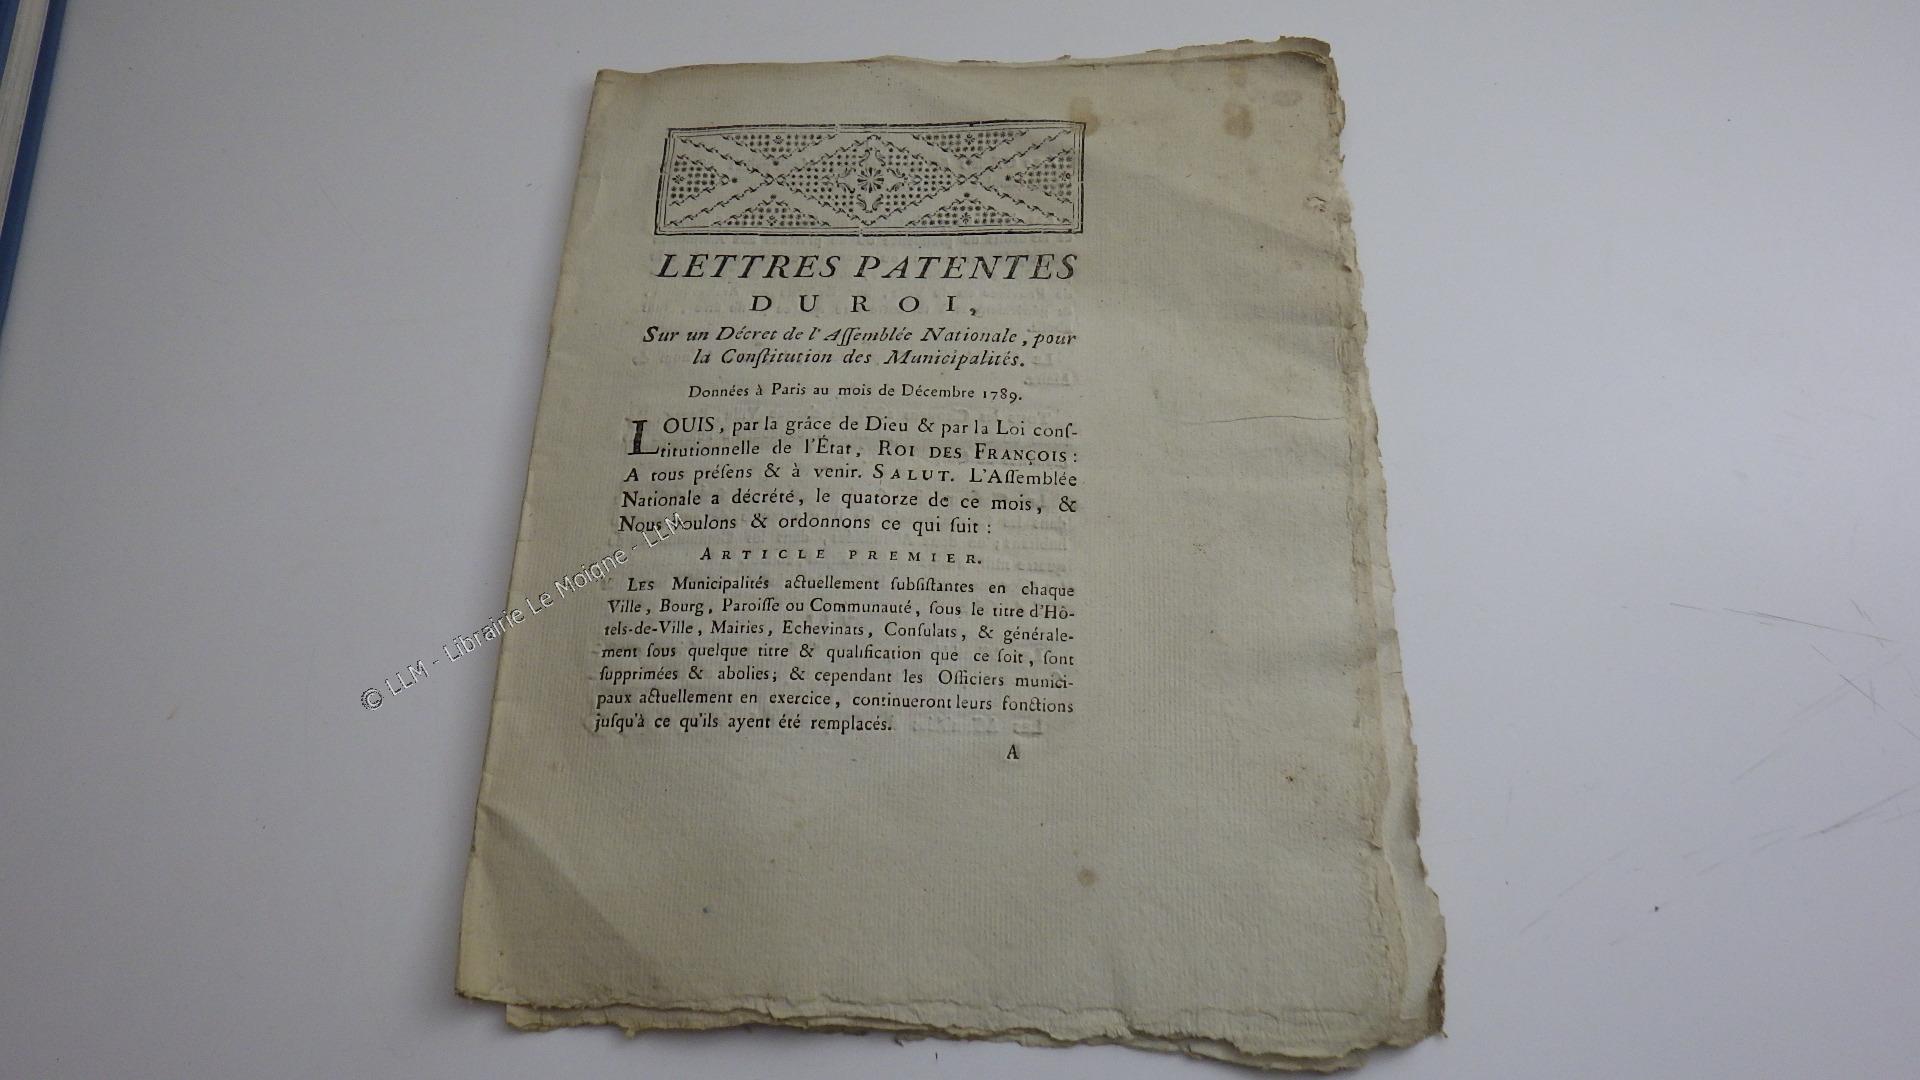 LETTRES PATENTES
DU ROI,
Sur un Décret de l'Aſſemblée Nationale, pour
la Conſtitution des Municipalités.
Données à Paris au mois de Décembre 1789.
LOUIS, par la grâce de Dieu & par la Loi conſ-
titutionnelle de l'État, ROI DES FRANÇOIS:
A tous préſens & à venir. SALUT. L'Aſſemblée
Nationale a décrété, le quatorze de ce mois, &
Nous voulons & ordonnons ce qui ſuit:
ARTICLE PREMIER.
LES Municipalités actuellement ſubſiſtantes en chaque
Ville, Bourg, Paroiſſe ou Communauté, ſous le titre d'Hô-
tels-de-Ville, Mairies, Echevinats, Conſulats, & générale-
ment ſous quelque titre & qualification que ce ſoit, ſont
ſupprimées & abolies; & cependant les Officiers munici-
paux actuellement en exercice, continueront leurs fonctions
juſqu'à ce qu'ils ayent été remplacés.
A
© LLM - Librairie Le Moigne - LLM